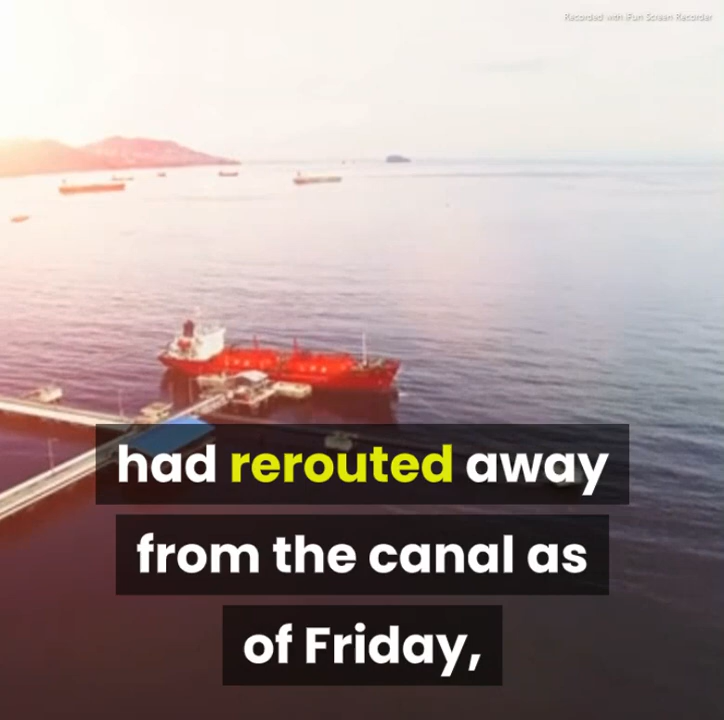 Recorded with iFun Screen Recorder
had rerouted away
from the canal as
of Friday,